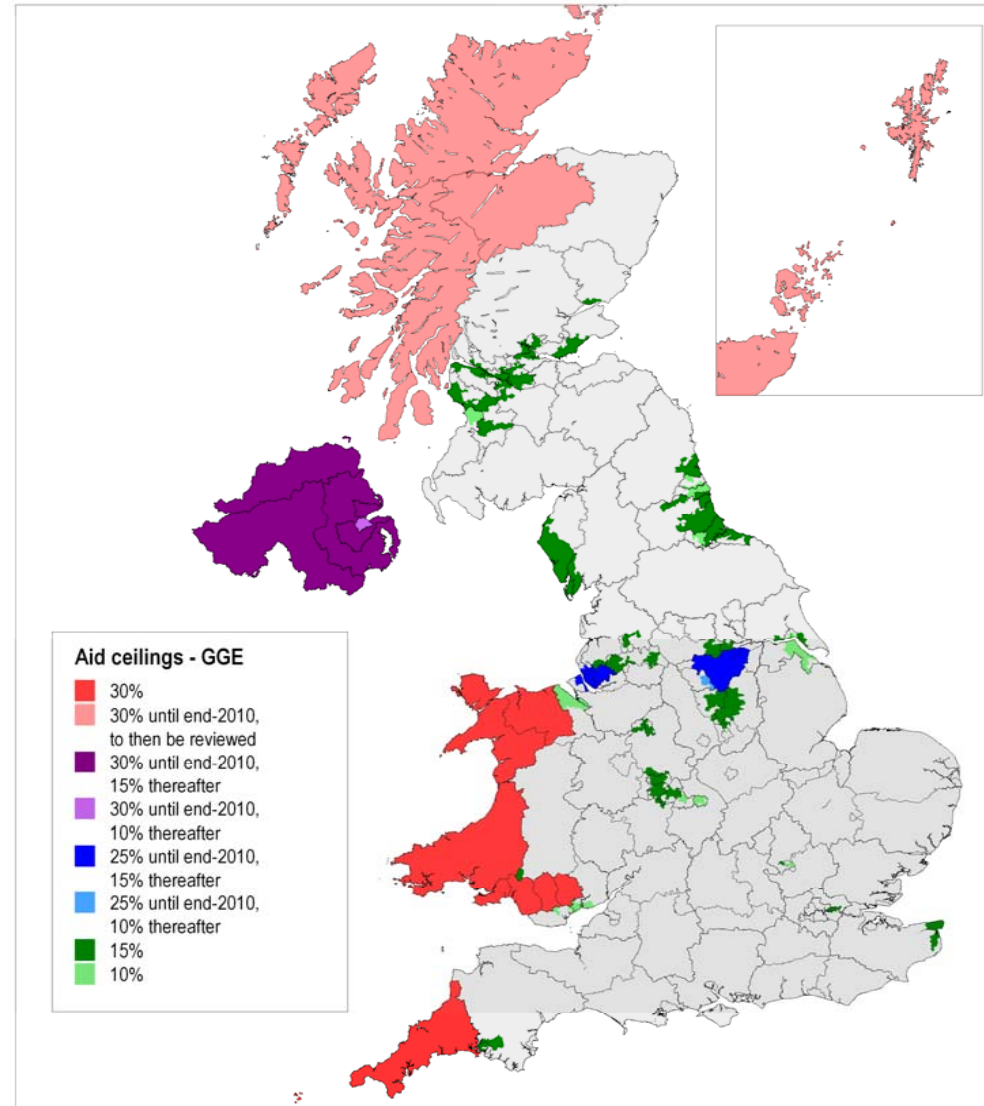 Aid ceilings - GGE
30%
30% until end-2010,
to then be reviewed
30% until end-2010,
15% thereafter
30% until end-2010,
10% thereafter
25% until end-2010,
15% thereafter
25% until end-2010,
10% thereafter
15%
10%